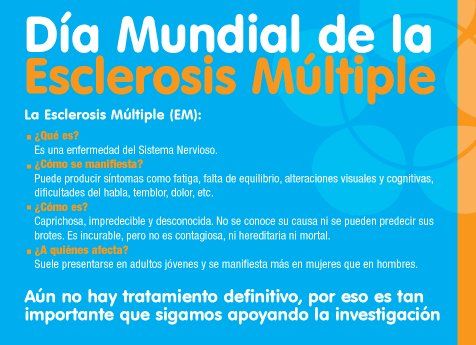 Día Mundial de la
Esclerosis Múltiple
La Esclerosis Múltiple (EM):
¿Qué es?
Es una enfermedad del Sistema Nervioso.
¿Cómo se manifiesta?
Puede producir síntomas como fatiga, falta de equilibrio, alteraciones visuales y cognitivas,
dificultades del habla, temblor, dolor, etc.
¿Cómo es?
Caprichosa, impredecible y desconocida. No se conoce su causa ni se pueden predecir sus
brotes. Es incurable, pero no es contagiosa, ni hereditaria ni mortal.
¿A quiénes afecta?
Suele presentarse en adultos jóvenes y se manifiesta más en mujeres que en hombres.
Aún no hay tratamiento definitivo, por eso es tan
importante que sigamos apoyando la investigación